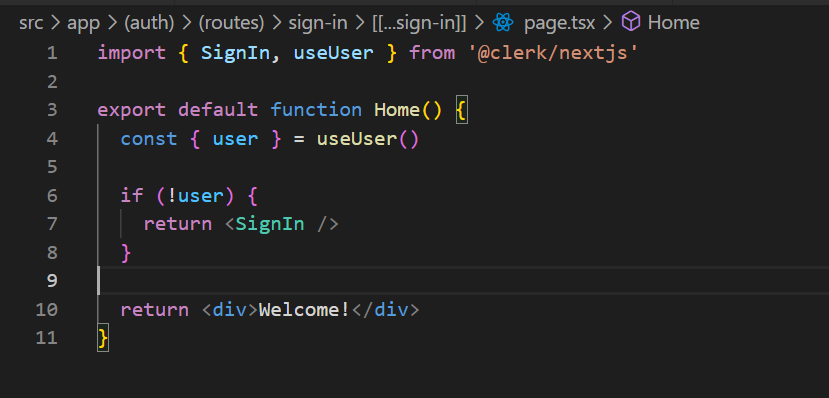 src > app > (auth) > (routes) > sign-in > [[...sign-in]] > page.tsx > Home
1 import { SignIn, useUser } from '@clerk/nextjs'
2
3 export default function Home() {
4   const { user } = useUser()
5
6   if (!user) {
7     return <SignIn />
8   }
9
10   return <div>Welcome!</div>
11 }